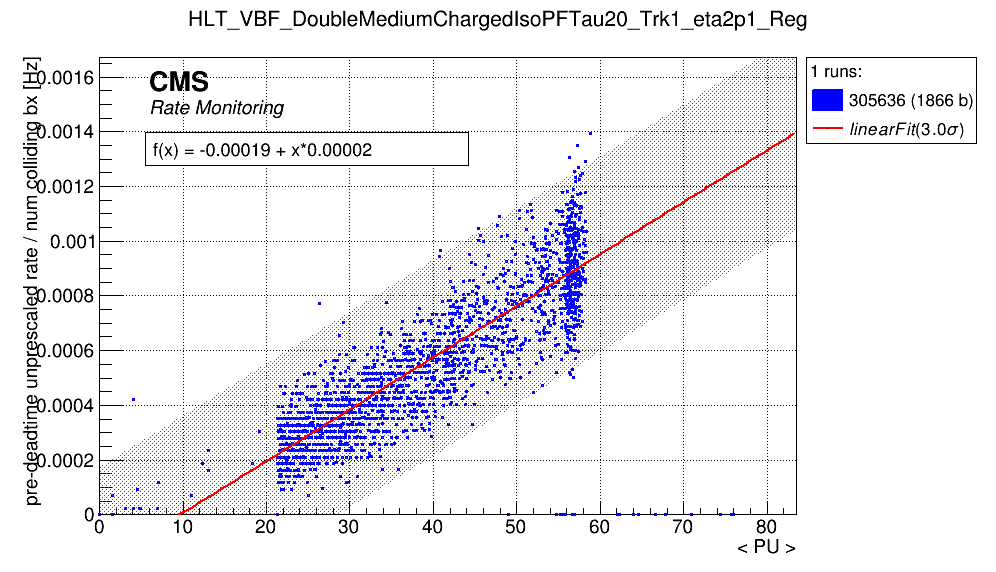 HLT_VBF_DoubleMediumChargedIsoPFTau20_Trk1_eta2p1_Reg
pre-deadtime unprescaled rate / num colliding bx [Hz]
0.0016
0.0014
0.0012
0.001
0.0008
0.0006
0.0004
0.0002
0
CMS
Rate Monitoring
f(x) = -0.00019 + x*0.00002
1 runs:
305636 (1866 b)
linearFit(3.0σ)
0 10 20 30 40 50 60 70 80
< PU >